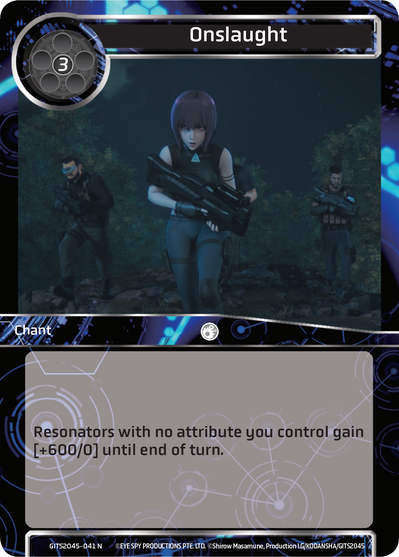 Onslaught
3
Chant
Resonators with no attribute you control gain
[+600/0] until end of turn.
GITS2045-041 N ©EYE SPY PRODUCTIONS PTE. LTD. ©Shirow Masamune, Production I.G/KODANSHA/GITS2045